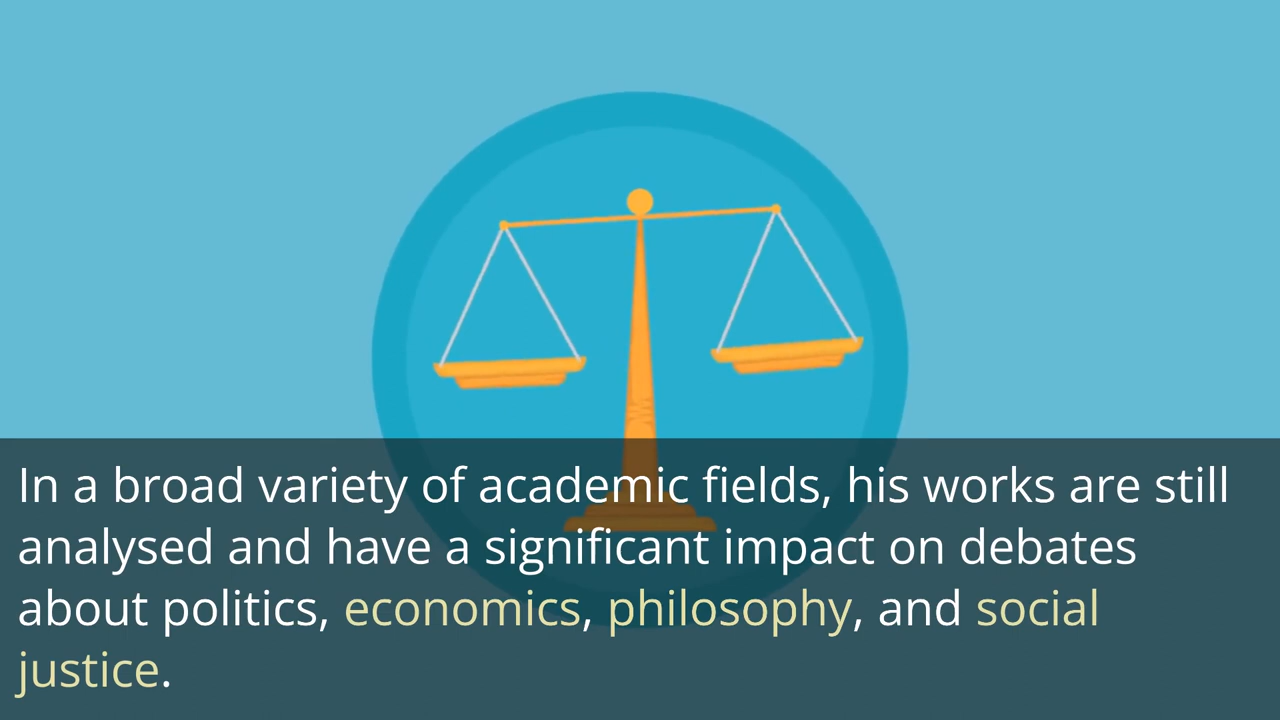 In a broad variety of academic fields, his works are still
analysed and have a significant impact on debates
about politics, economics, philosophy, and social
justice.